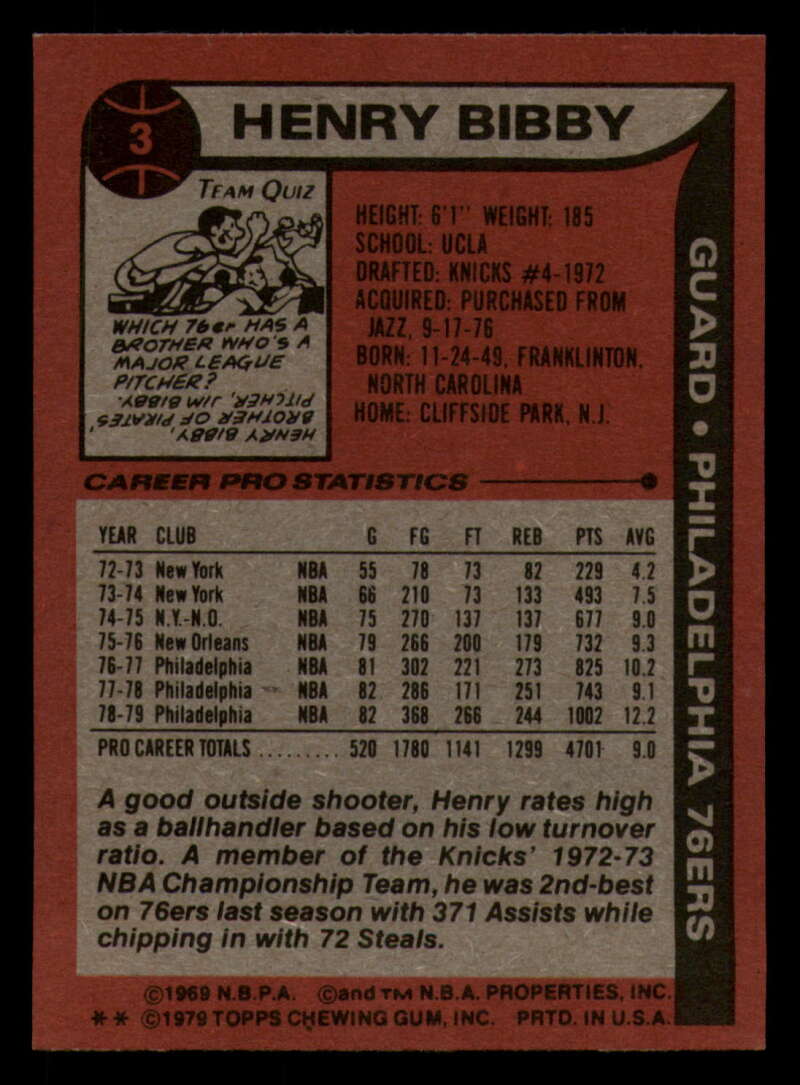 3
HENRY BIBBY
TEAM QUIZ
WHICH 76er HAS A
BROTHER WHO'S A
MAJOR LEAGUE
PITCHER?
HENRY BIBBY,
BROTHER OF PIRATES'
PITCHER, JIM BIBBY.
HEIGHT: 6'1" WEIGHT: 185
SCHOOL: UCLA
DRAFTED: KNICKS #4-1972
ACQUIRED: PURCHASED FROM
JAZZ, 9-17-76
BORN: 11-24-49, FRANKLINTON,
NORTH CAROLINA
HOME: CLIFFSIDE PARK, N.J.
GUARD • PHILADELPHIA 76ERS
CAREER PRO STATISTICS
YEAR CLUB G FG FT REB PTS AVG
72-73 New York NBA 55 78 73 82 229 4.2
73-74 New York NBA 66 210 73 133 493 7.5
74-75 N.Y.-N.O. NBA 75 270 137 137 677 9.0
75-76 New Orleans NBA 79 266 200 179 732 9.3
76-77 Philadelphia NBA 81 302 221 273 825 10.2
77-78 Philadelphia NBA 82 286 171 251 743 9.1
78-79 Philadelphia NBA 82 368 266 244 1002 12.2
PRO CAREER TOTALS ......... 520 1780 1141 1299 4701 9.0
A good outside shooter, Henry rates high
as a ballhandler based on his low turnover
ratio. A member of the Knicks' 1972-73
NBA Championship Team, he was 2nd-best
on 76ers last season with 371 Assists while
chipping in with 72 Steals.
©1969 N.B.P.A. ©and TM N.B.A. PROPERTIES, INC.
** ©1979 TOPPS CHEWING GUM, INC. PRTD. IN U.S.A.